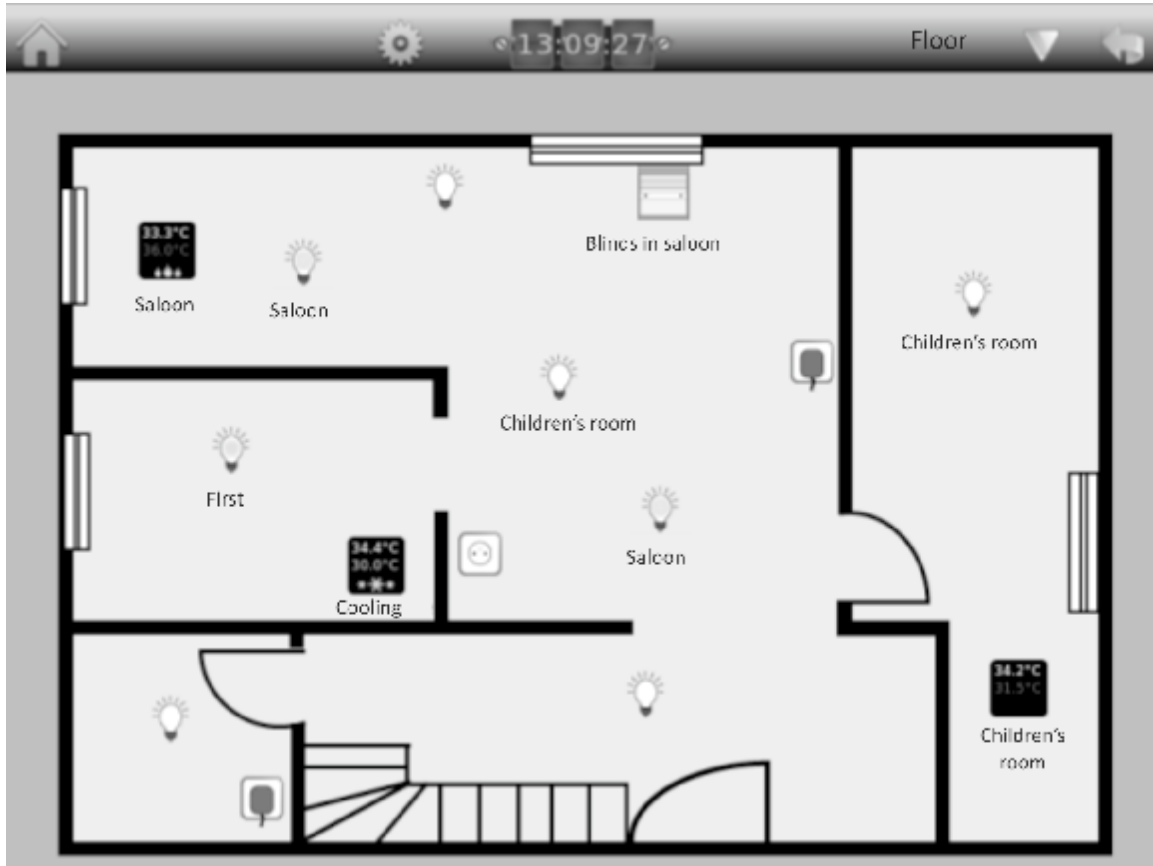 13:09:27
Floor
Blinds in saloon
33.3°C
36.0°C
Saloon
Saloon
Children's room
Children's room
First
34.4°C
30.0°C
Cooling
Saloon
34.2°C
31.5°C
Children's
room